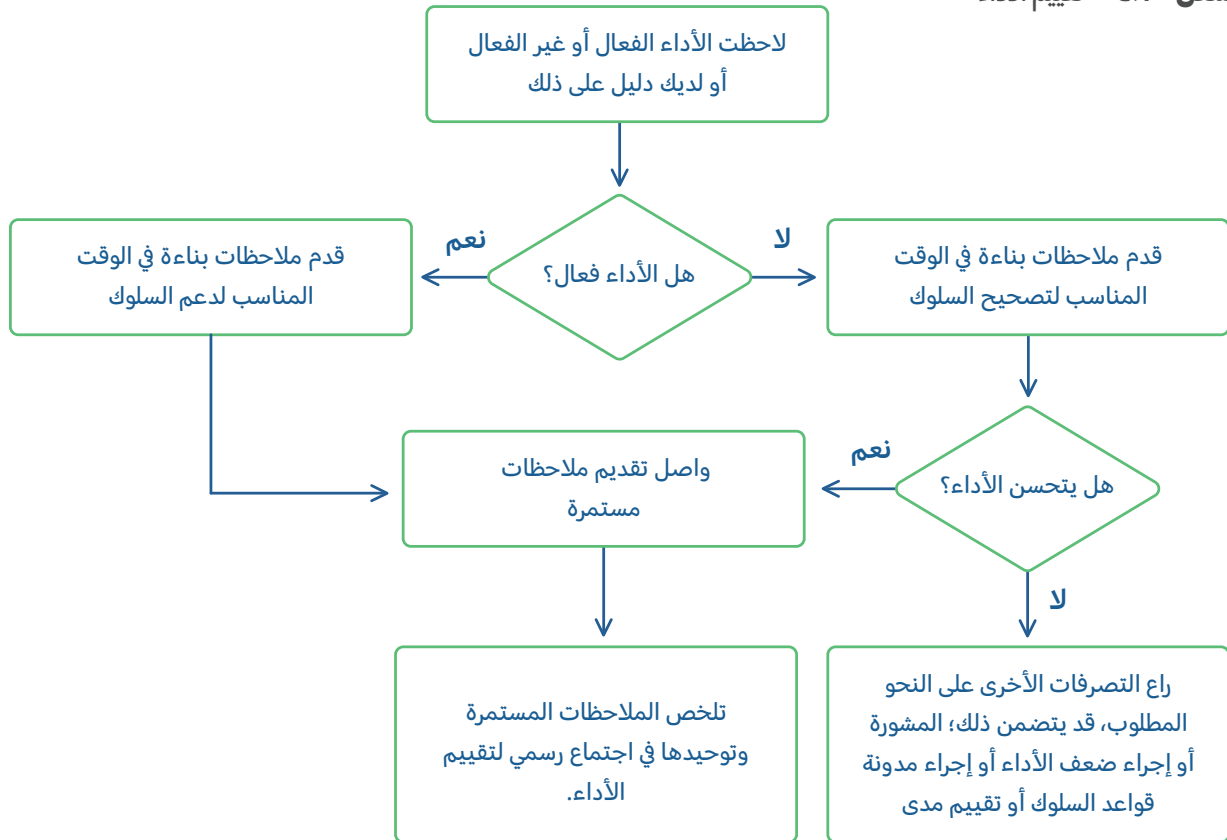 لاحظت الأداء الفعال أو غير الفعال
أو لديك دليل على ذلك
هل الأداء فعال؟
لا
نعم
قدم ملاحظات بناءة في الوقت
المناسب لتصحيح السلوك
قدم ملاحظات بناءة في الوقت
المناسب لدعم السلوك
هل يتحسن الأداء؟
نعم
لا
واصل تقديم ملاحظات
مستمرة
راع التصرفات الأخرى على النحو
المطلوب، قد يتضمن ذلك؛ المشورة
أو إجراء ضعف الأداء أو إجراء مدونة
قواعد السلوك أو تقييم مدى
تلخص الملاحظات المستمرة
وتوحيدها في اجتماع رسمي لتقييم
الأداء.